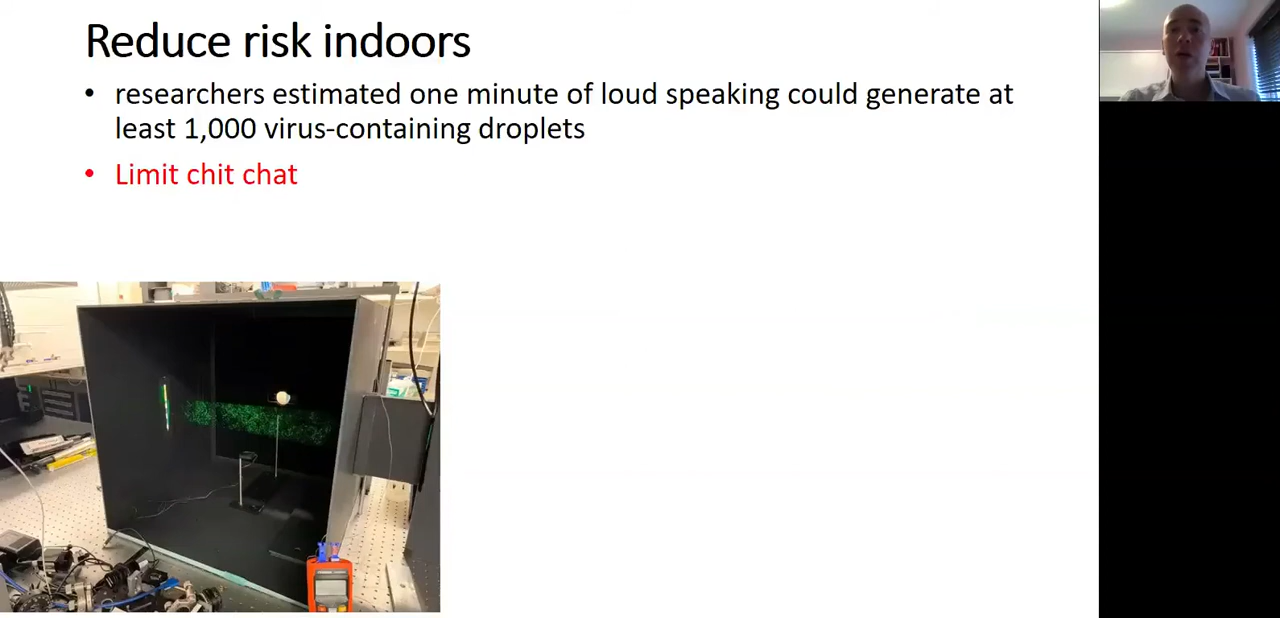 Reduce risk indoors
• researchers estimated one minute of loud speaking could generate at
least 1,000 virus-containing droplets
• Limit chit chat